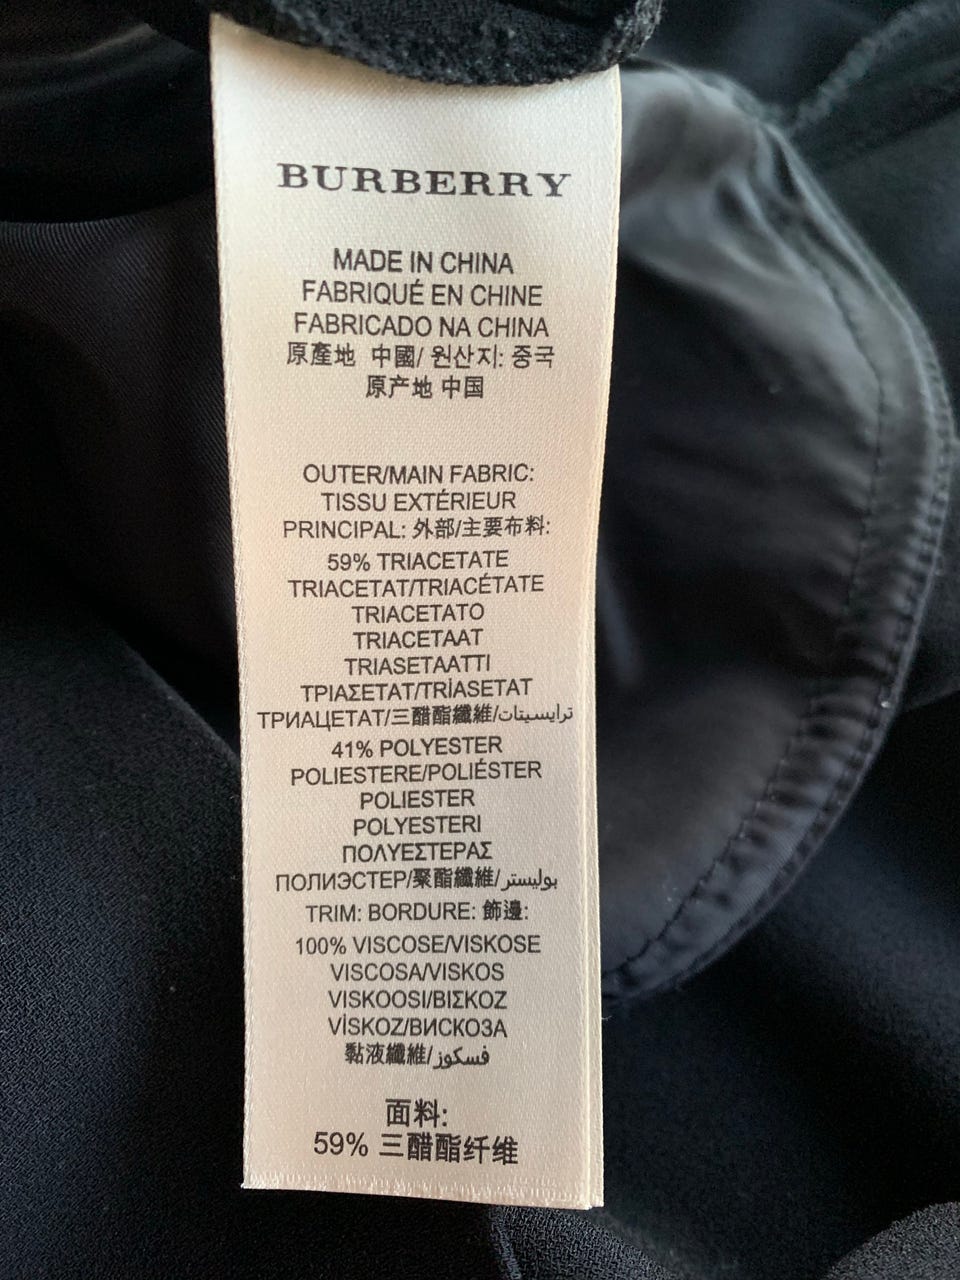 BURBERRY
MADE IN CHINA
FABRIQUÉ EN CHINE
FABRICADO NA CHINA
原產地 中國/ 원산지: 중국
原产地 中国
OUTER/MAIN FABRIC:
TISSU EXTÉRIEUR
PRINCIPAL: 外部/主要布料:
59% TRIACETATE
TRIACETAT/TRIACÉTATE
TRIACETATO
TRIACETAAT
TRIASETAATTI
ΤΡΙΑΣΕΤΑΤ/TRİASETAT
ТРИАЦЕТАТ/三醋酯纖維/ترايسيتات
41% POLYESTER
POLIESTERE/POLIÉSTER
POLIESTER
POLYESTERI
ΠΟΛΥΕΣΤΕΡΑΣ
ПОЛИЭСТЕР/聚酯纖維/بوليستر
TRIM: BORDURE: 飾邊:
100% VISCOSE/VISKOSE
VISCOSA/VISKOS
VISKOOSI/ΒΙΣΚΟΖ
VİSKOZ/ВИСКОЗА
黏液纖維/فسكوز
面料:
59% 三醋酯纤维